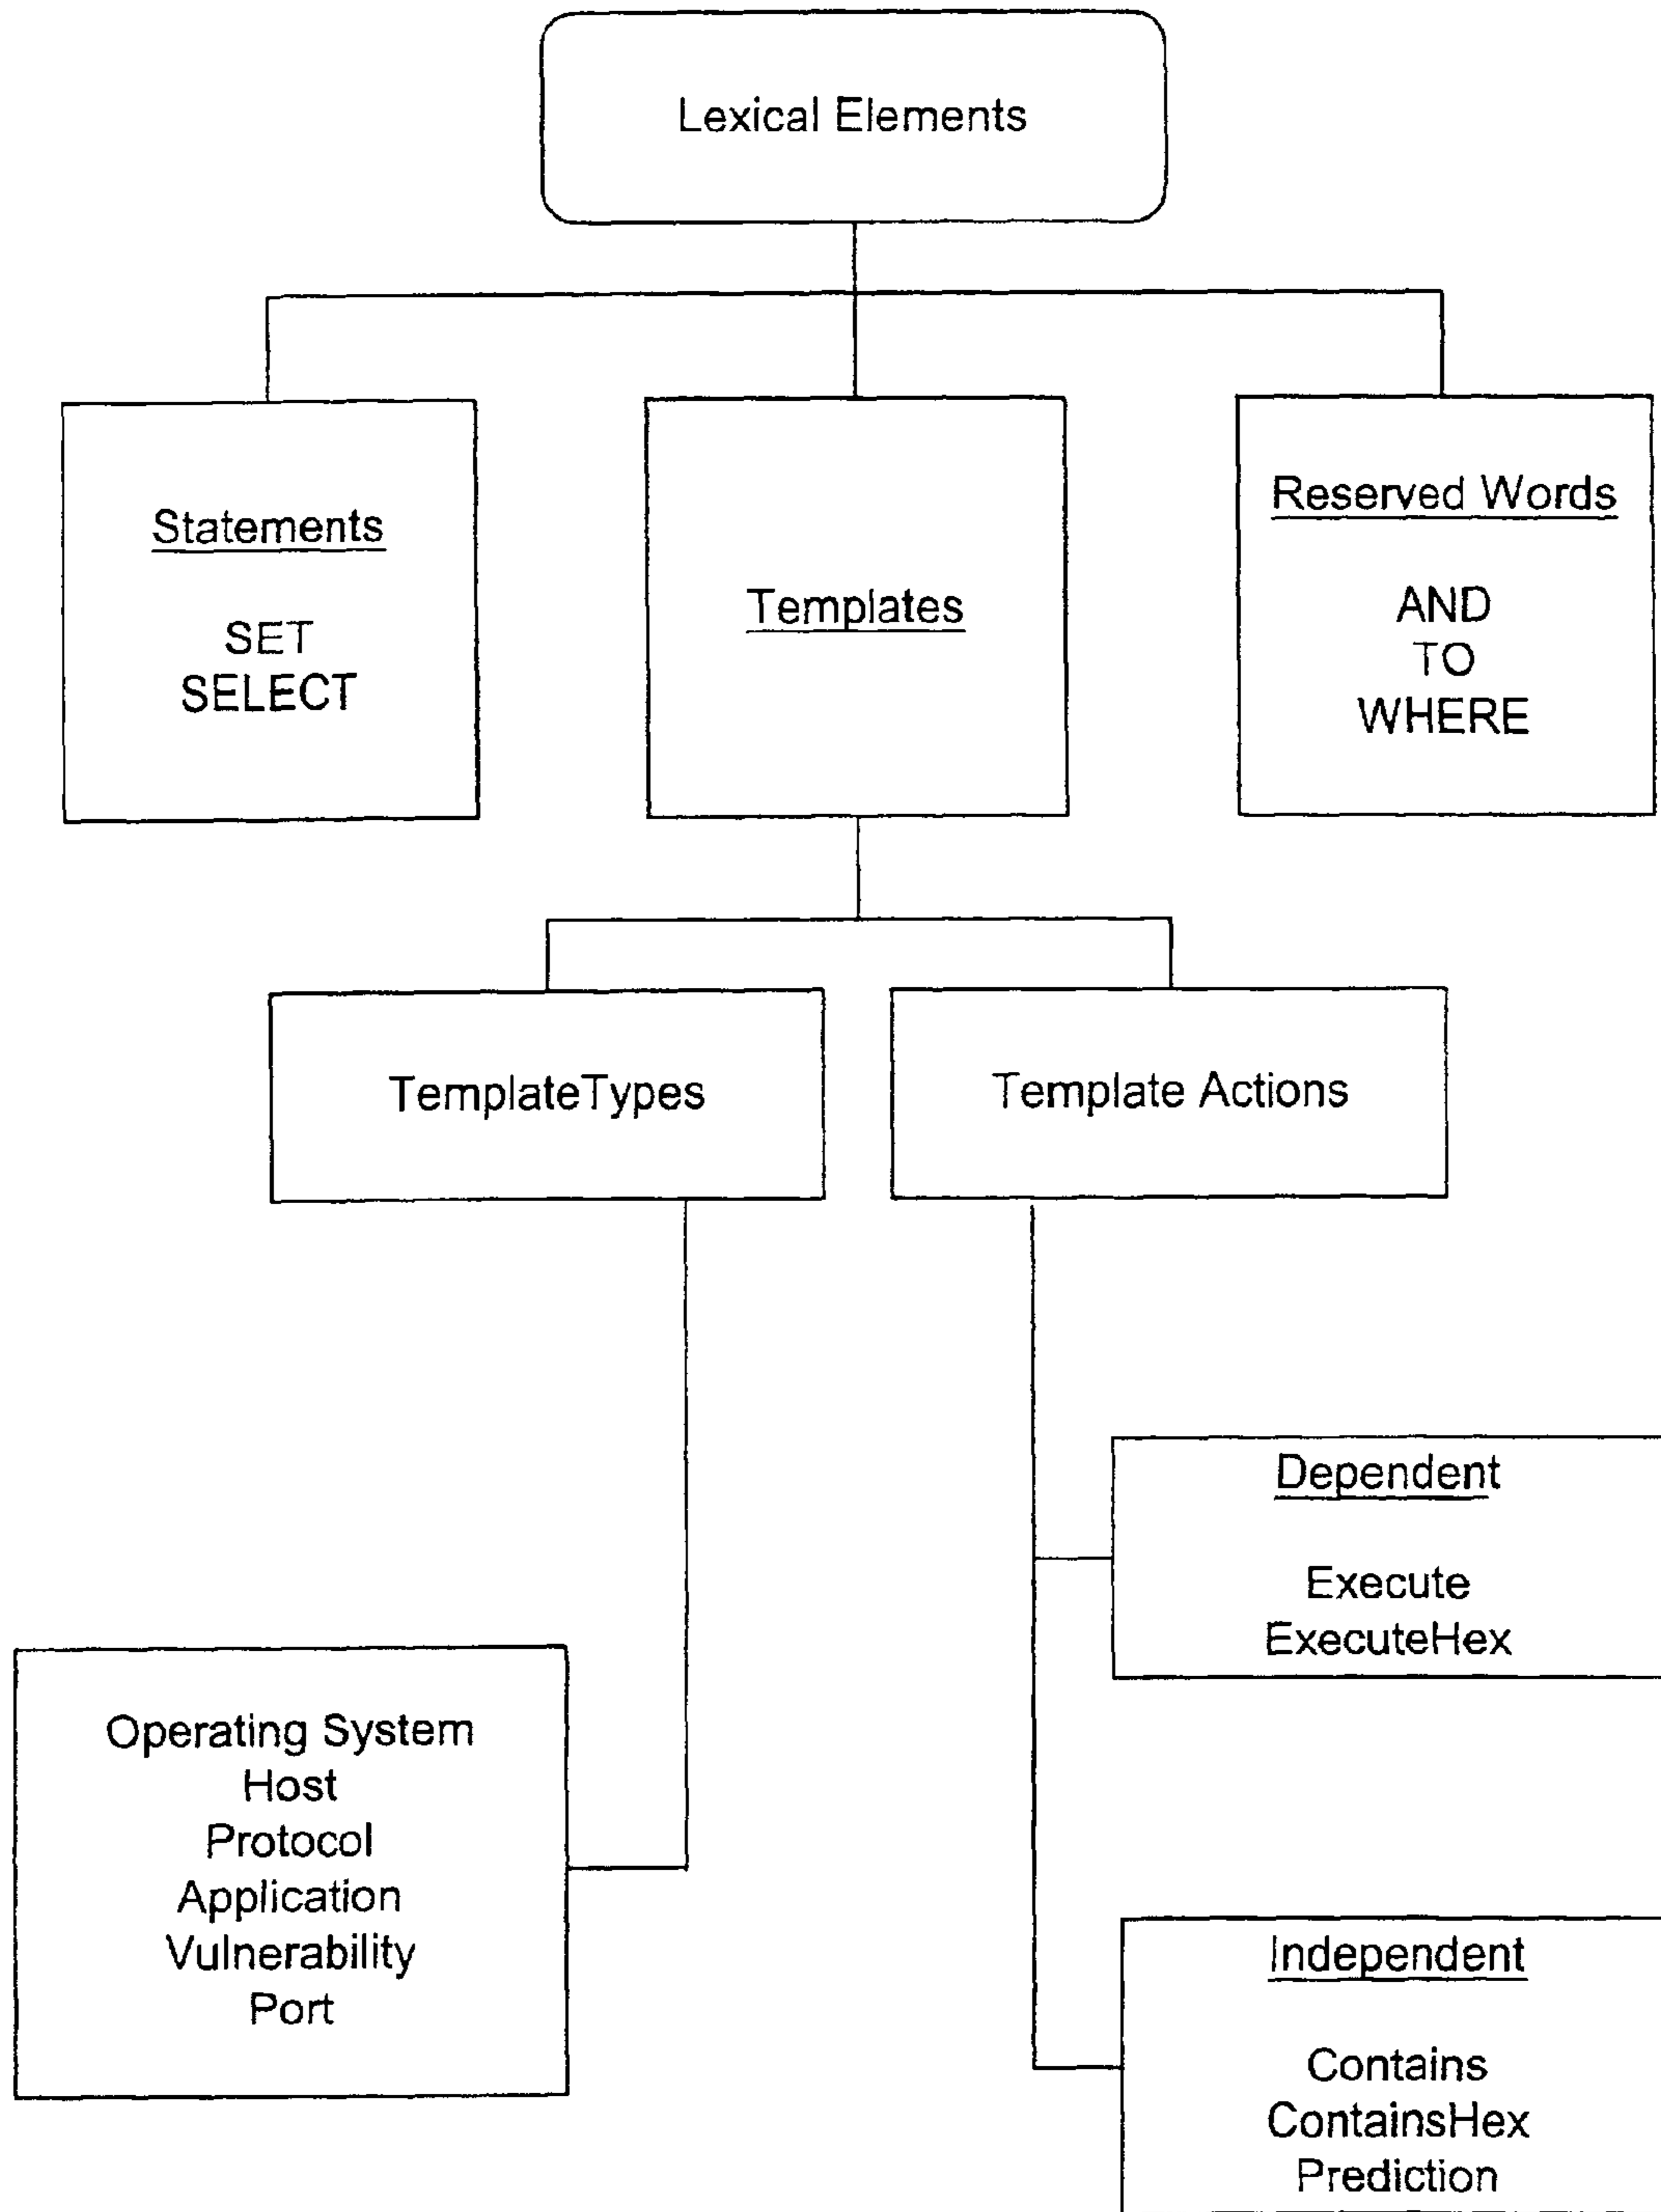 Lexical Elements
Statements
SET
SELECT
Templates
Reserved Words
AND
TO
WHERE
TemplateTypes
Template Actions
Dependent
Execute
ExecuteHex
Operating System
Host
Protocol
Application
Vulnerability
Port
Independent
Contains
ContainsHex
Prediction